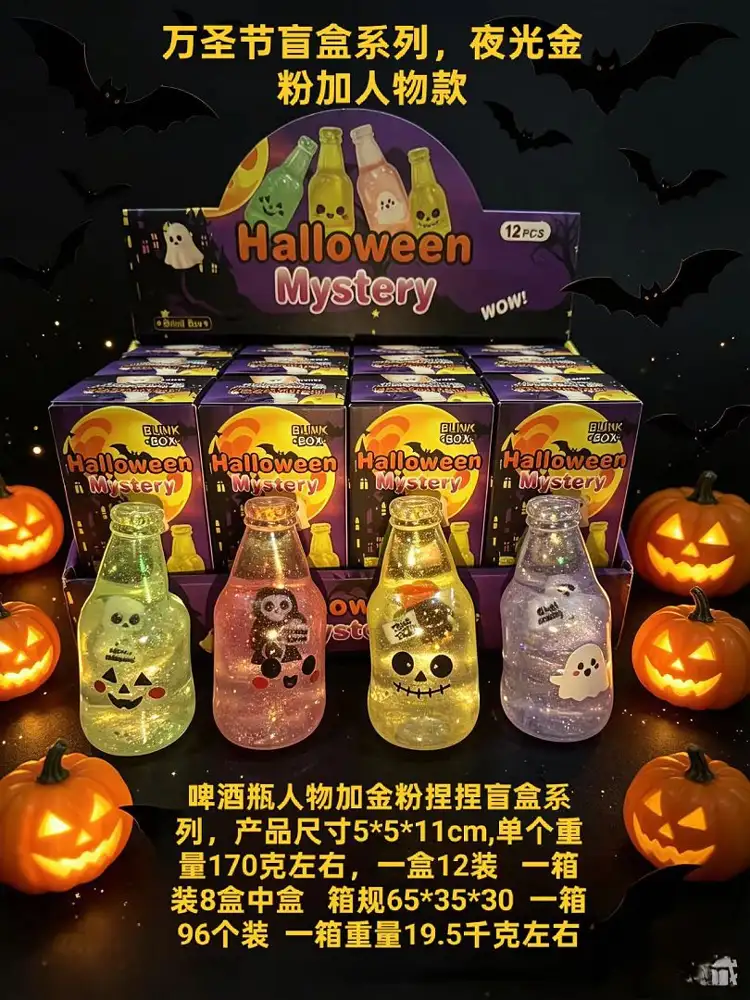 万圣节盲盒系列，夜光金
粉加人物款
12PCS
Halloween
Mystery
WOW!
BLINK
BOX
Halloween
Mystery
BLINK
BOX
Halloween
Mystery
BLINK
BOX
Halloween
Mystery
BLINK
BOX
Halloween
Mystery
啤酒瓶人物加金粉捏捏盲盒系
列，产品尺寸5*5*11cm,单个重
量170克左右，一盒12装 一箱
装8盒中盒 箱规65*35*30 一箱
96个装 一箱重量19.5千克左右